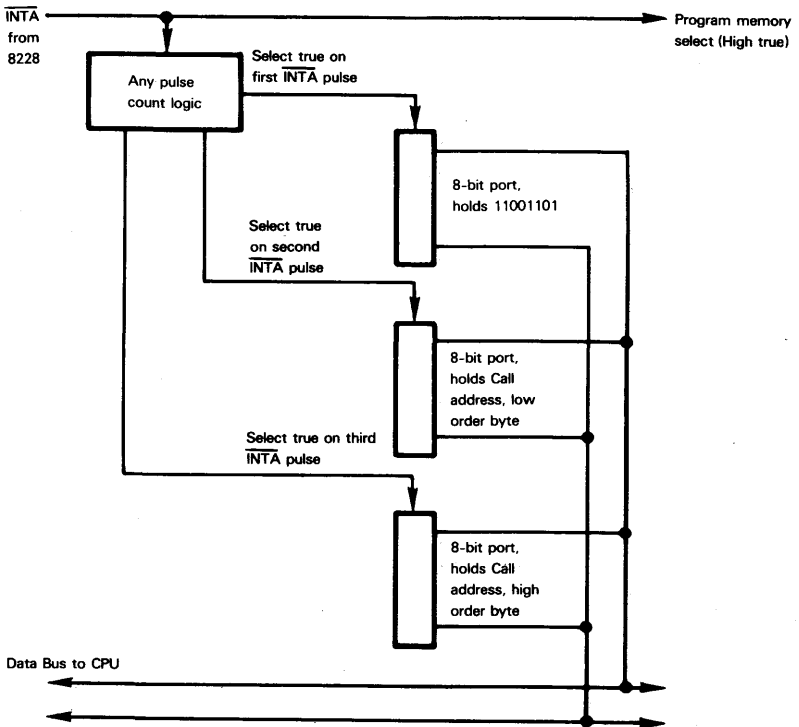 INTA
from
8228
Program memory
select (High true)
Select true on
first INTA pulse
Any pulse
count logic
8-bit port,
holds 11001101
Select true
on second
INTA pulse
8-bit port,
holds Call
address, low
order byte
Select true on third
INTA pulse
8-bit port,
holds Call
address, high
order byte
Data Bus to CPU